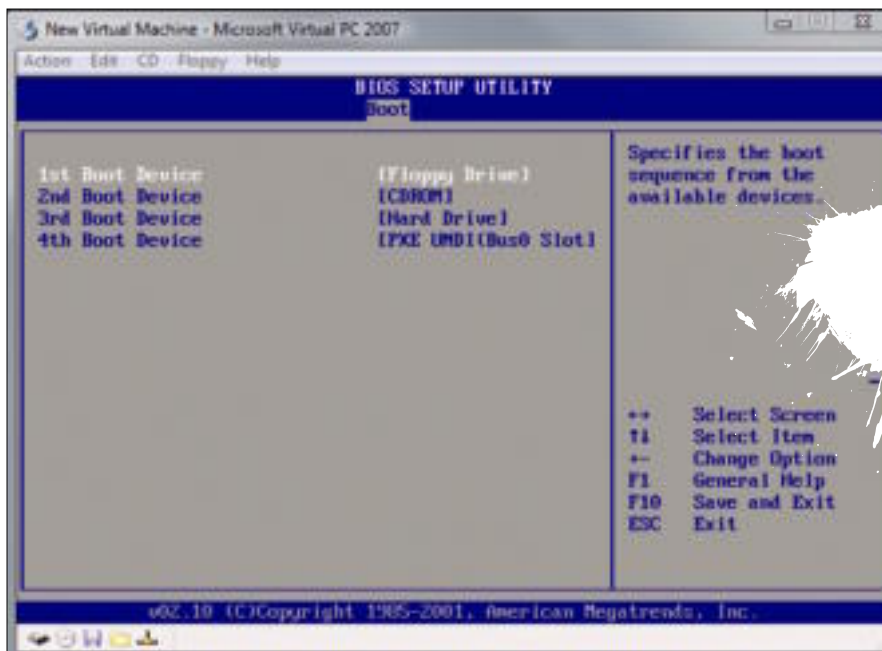 New Virtual Machine - Microsoft Virtual PC 2007
Action Edit CD Floppy Help
BIOS SETUP UTILITY
Boot
1st Boot Device [Floppy Drive]
2nd Boot Device [CDROM]
3rd Boot Device [Hard Drive]
4th Boot Device [PXE UNDI(Bus0 Slot]
Specifies the boot
sequence from the
available devices.
↔ Select Screen
↑↓ Select Item
+- Change Option
F1 General Help
F10 Save and Exit
ESC Exit
v02.10 (C)Copyright 1985-2001, American Megatrends, Inc.